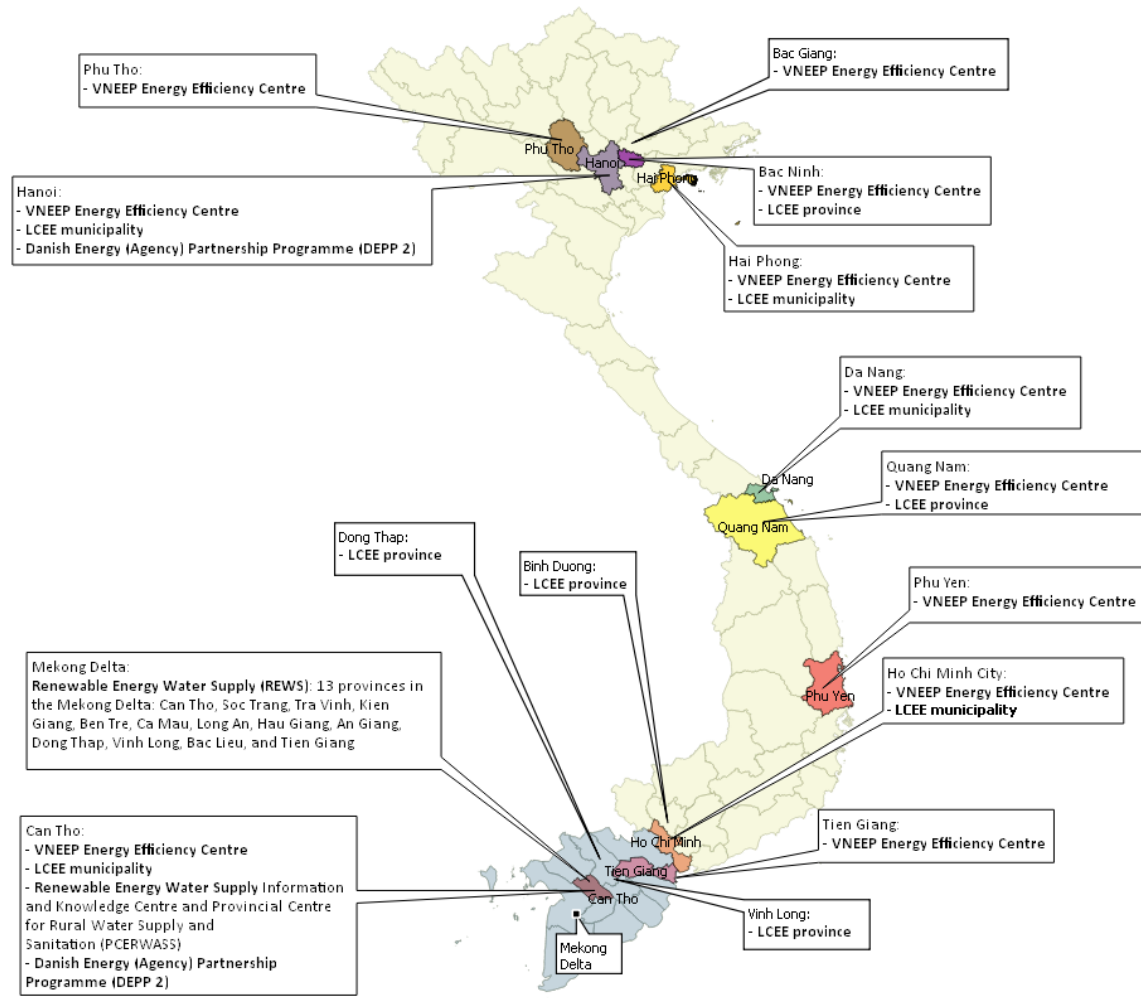 Phu Tho:
- VNEEP Energy Efficiency Centre
Bac Giang:
- VNEEP Energy Efficiency Centre
Phu Tho
Hanoi
Hai Phong
Bac Ninh:
- VNEEP Energy Efficiency Centre
- LCEE province
Hanoi:
- VNEEP Energy Efficiency Centre
- LCEE municipality
- Danish Energy (Agency) Partnership Programme (DEPP 2)
Hai Phong:
- VNEEP Energy Efficiency Centre
- LCEE municipality
Da Nang:
- VNEEP Energy Efficiency Centre
- LCEE municipality
Da Nang
Quang Nam:
- VNEEP Energy Efficiency Centre
- LCEE province
Quang Nam
Dong Thap:
- LCEE province
Binh Duong:
- LCEE province
Phu Yen:
- VNEEP Energy Efficiency Centre
Phu Yen
Mekong Delta:
Renewable Energy Water Supply (REWS): 13 provinces in
the Mekong Delta: Can Tho, Soc Trang, Tra Vinh, Kien
Giang, Ben Tre, Ca Mau, Long An, Hau Giang, An Giang,
Dong Thap, Vinh Long, Bac Lieu, and Tien Giang
Ho Chi Minh City:
- VNEEP Energy Efficiency Centre
- LCEE municipality
Ho Chi Minh
Tien Giang
Can Tho
Mekong
Delta
Tien Giang:
- VNEEP Energy Efficiency Centre
Can Tho:
- VNEEP Energy Efficiency Centre
- LCEE municipality
- Renewable Energy Water Supply Information
and Knowledge Centre and Provincial Centre
for Rural Water Supply and
Sanitation (PCERWASS)
- Danish Energy (Agency) Partnership
Programme (DEPP 2)
Vinh Long:
- LCEE province